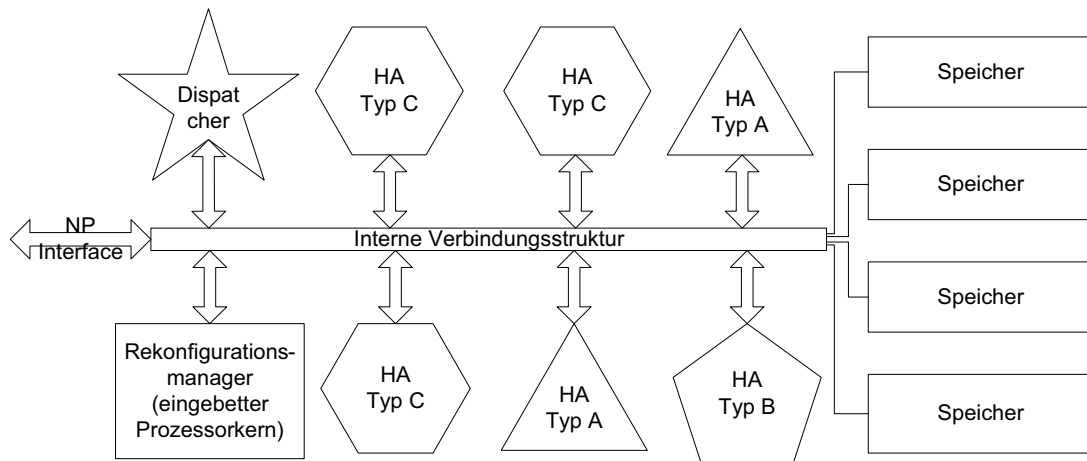 Dispat
cher
HA
Typ C
HA
Typ C
HA
Typ A
Speicher
Speicher
NP
Interface
Interne Verbindungsstruktur
Speicher
Rekonfigurations-
manager
(eingebetter
Prozessorkern)
HA
Typ C
HA
Typ A
HA
Typ B
Speicher